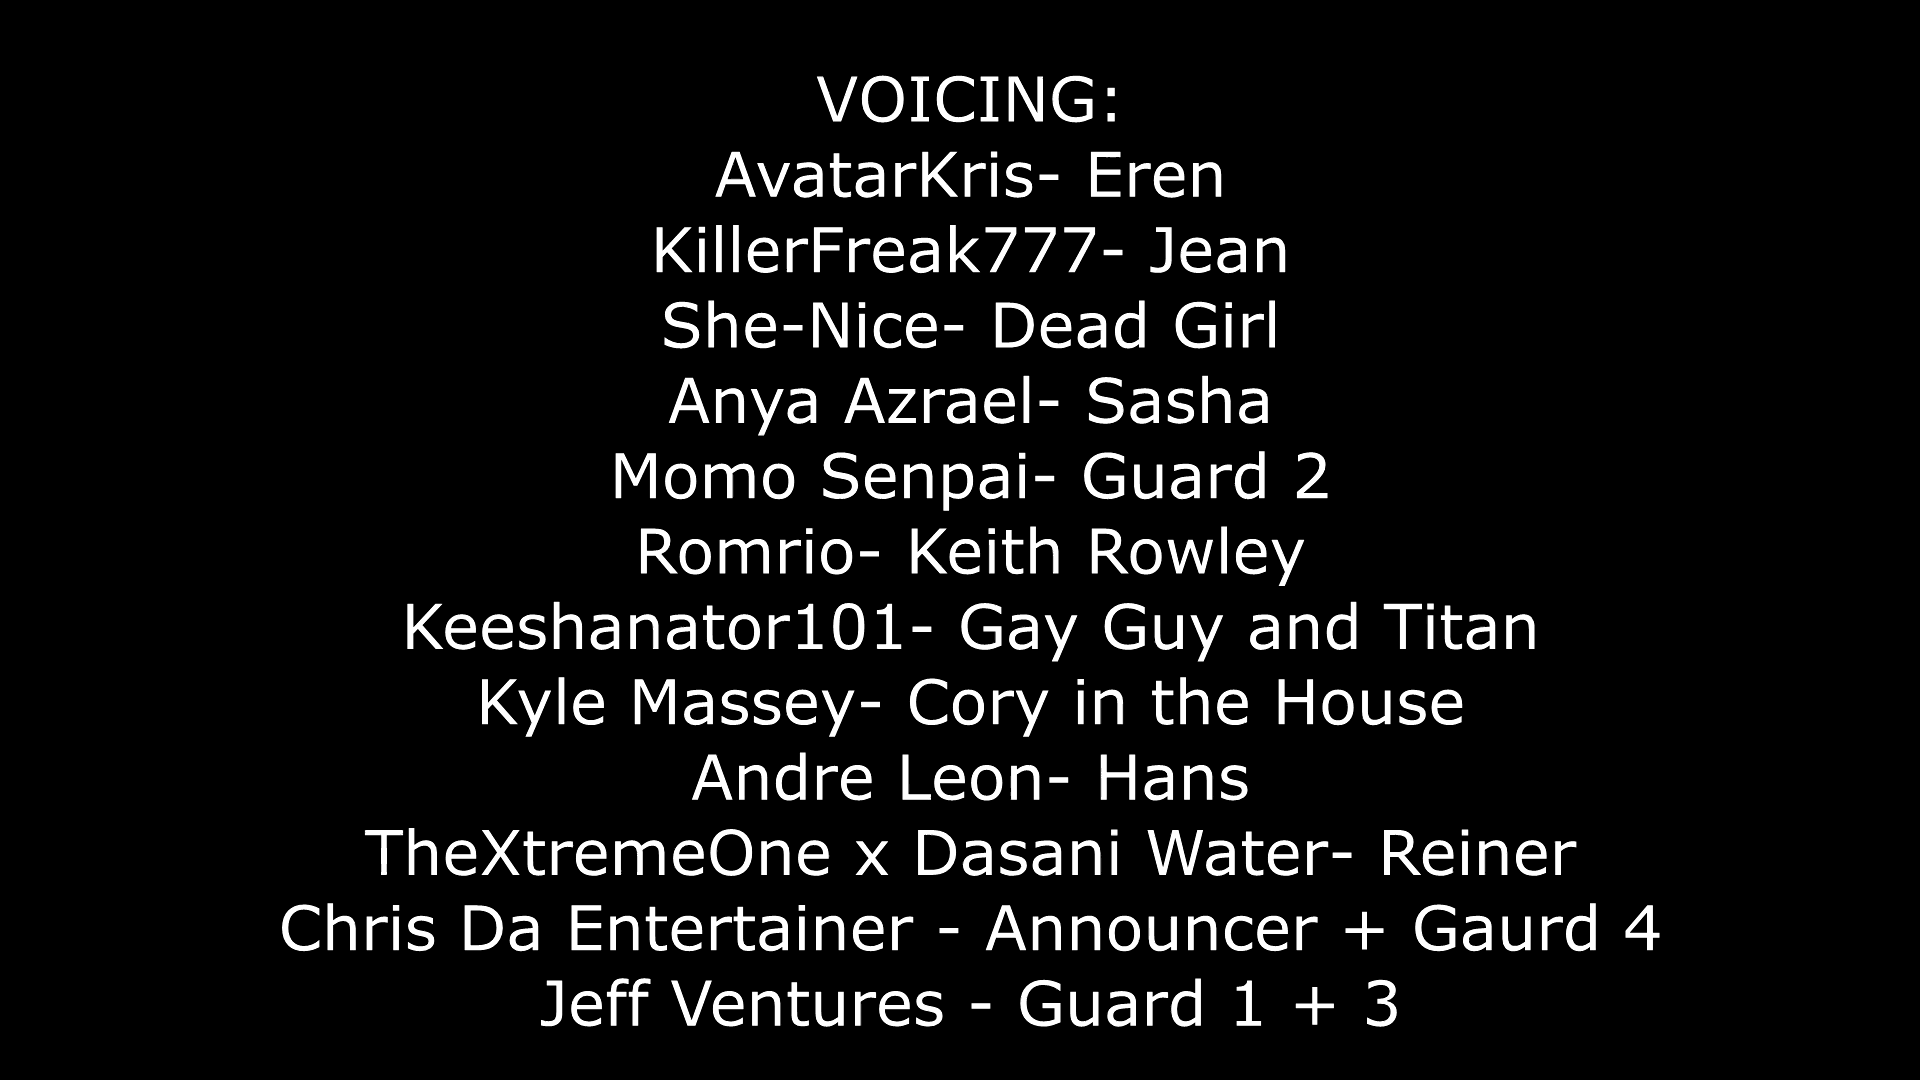 VOICING:
AvatarKris- Eren
KillerFreak777- Jean
She-Nice- Dead Girl
Anya Azrael- Sasha
Momo Senpai- Guard 2
Romrio- Keith Rowley
Keeshanator101- Gay Guy and Titan
Kyle Massey- Cory in the House
Andre Leon- Hans
TheXtremeOne x Dasani Water- Reiner
Chris Da Entertainer - Announcer + Gaurd 4
Jeff Ventures - Guard 1 + 3